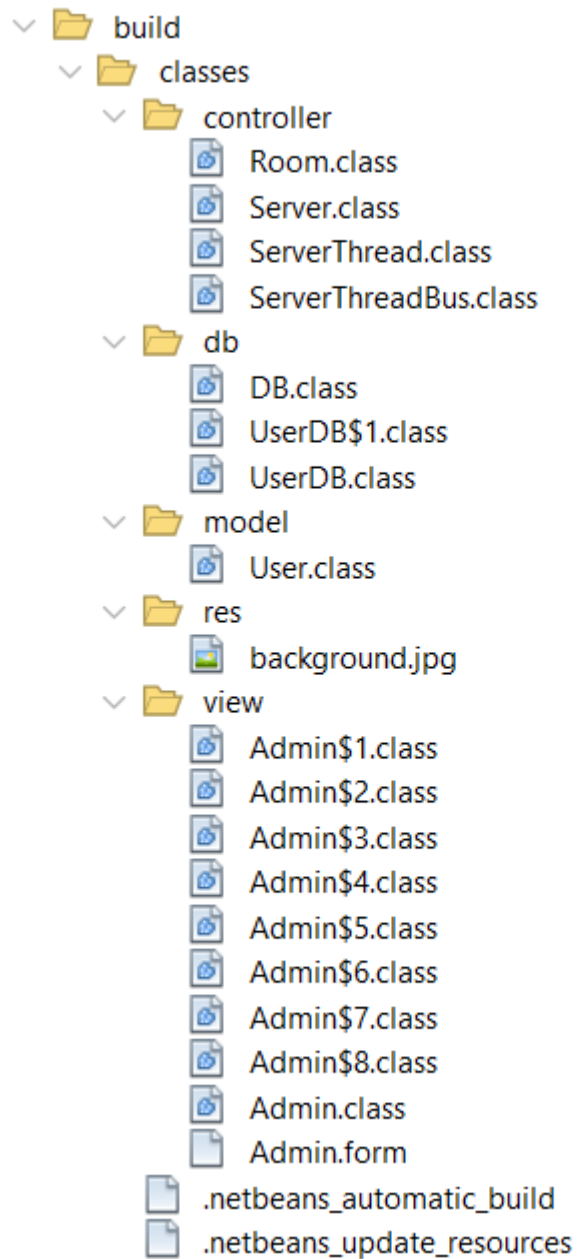 build
classes
controller
Room.class
Server.class
ServerThread.class
ServerThreadBus.class
db
DB.class
UserDB$1.class
UserDB.class
model
User.class
res
background.jpg
view
Admin$1.class
Admin$2.class
Admin$3.class
Admin$4.class
Admin$5.class
Admin$6.class
Admin$7.class
Admin$8.class
Admin.class
Admin.form
.netbeans_automatic_build
.netbeans_update_resources